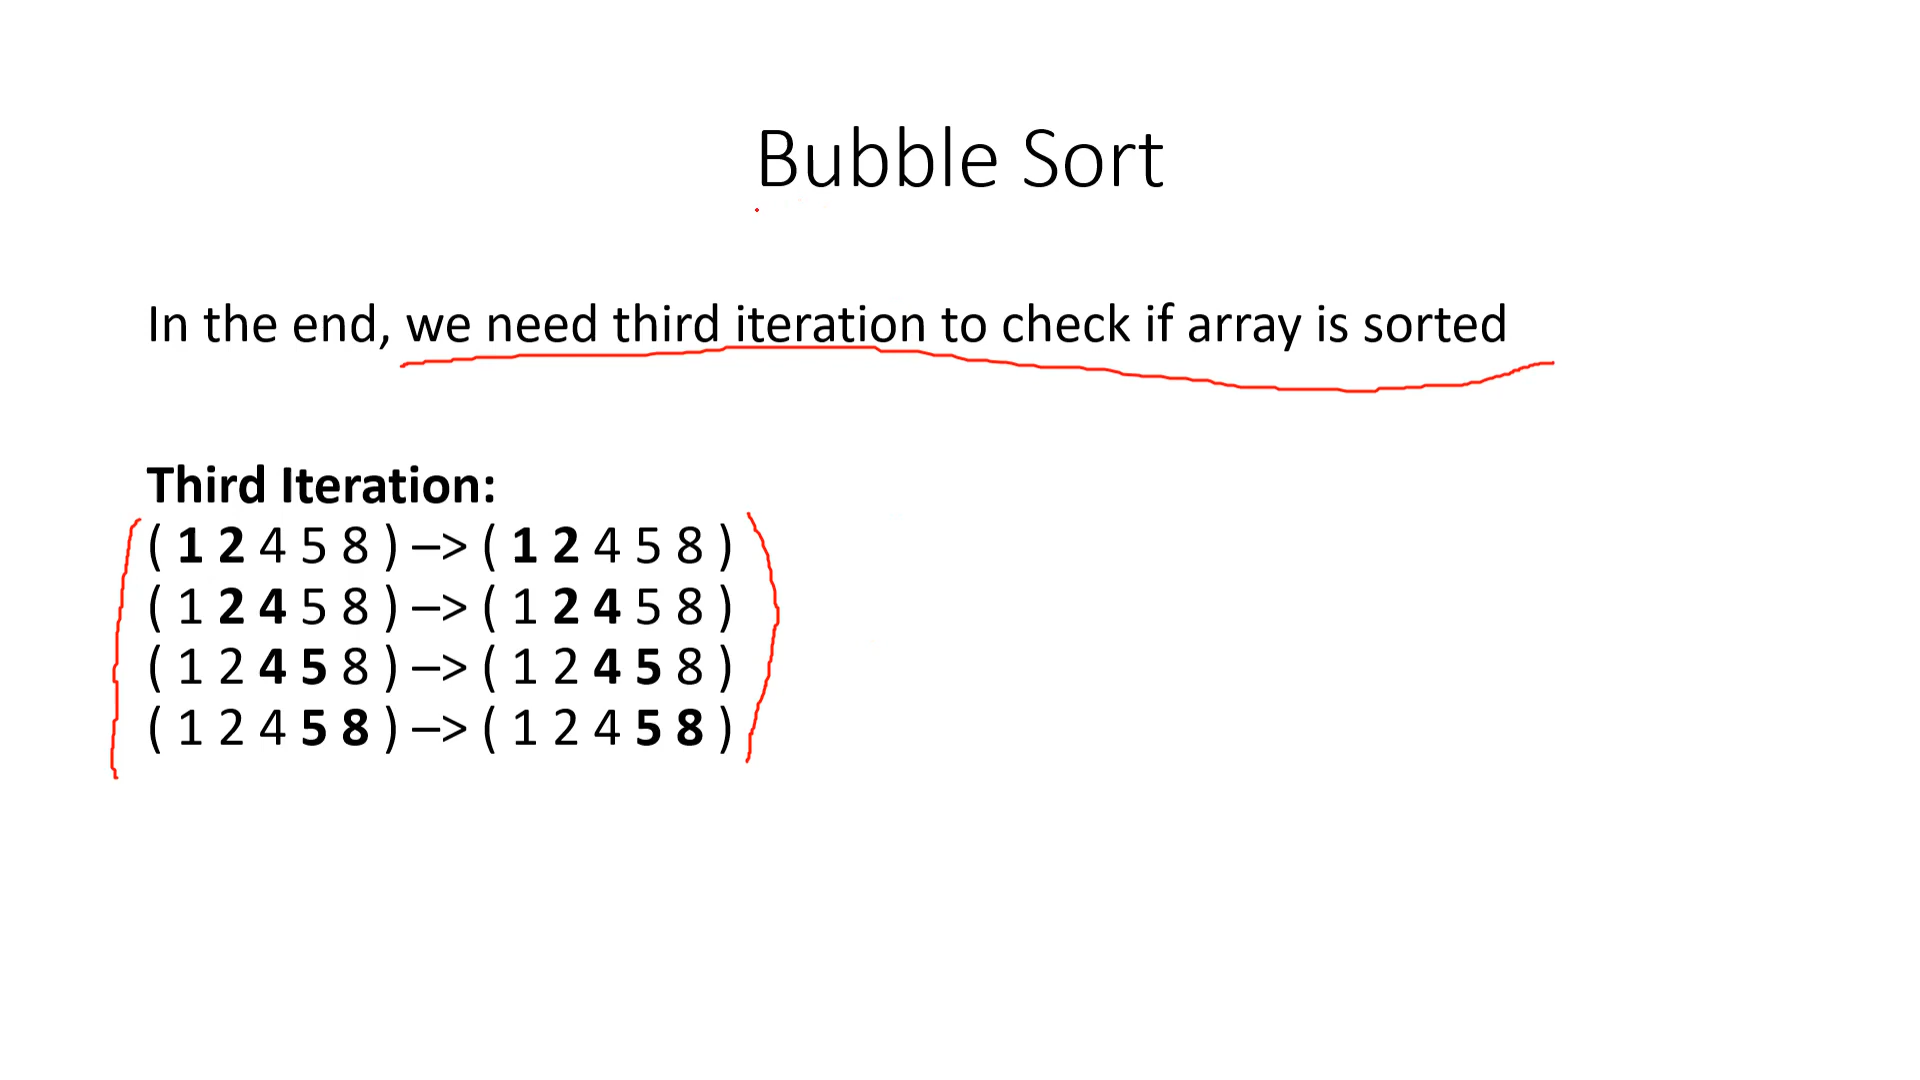 Bubble Sort
In the end, we need third iteration to check if array is sorted
Third Iteration:
( 1 2 4 5 8 ) –> ( 1 2 4 5 8 )
( 1 2 4 5 8 ) –> ( 1 2 4 5 8 )
( 1 2 4 5 8 ) –> ( 1 2 4 5 8 )
( 1 2 4 5 8 ) –> ( 1 2 4 5 8 )